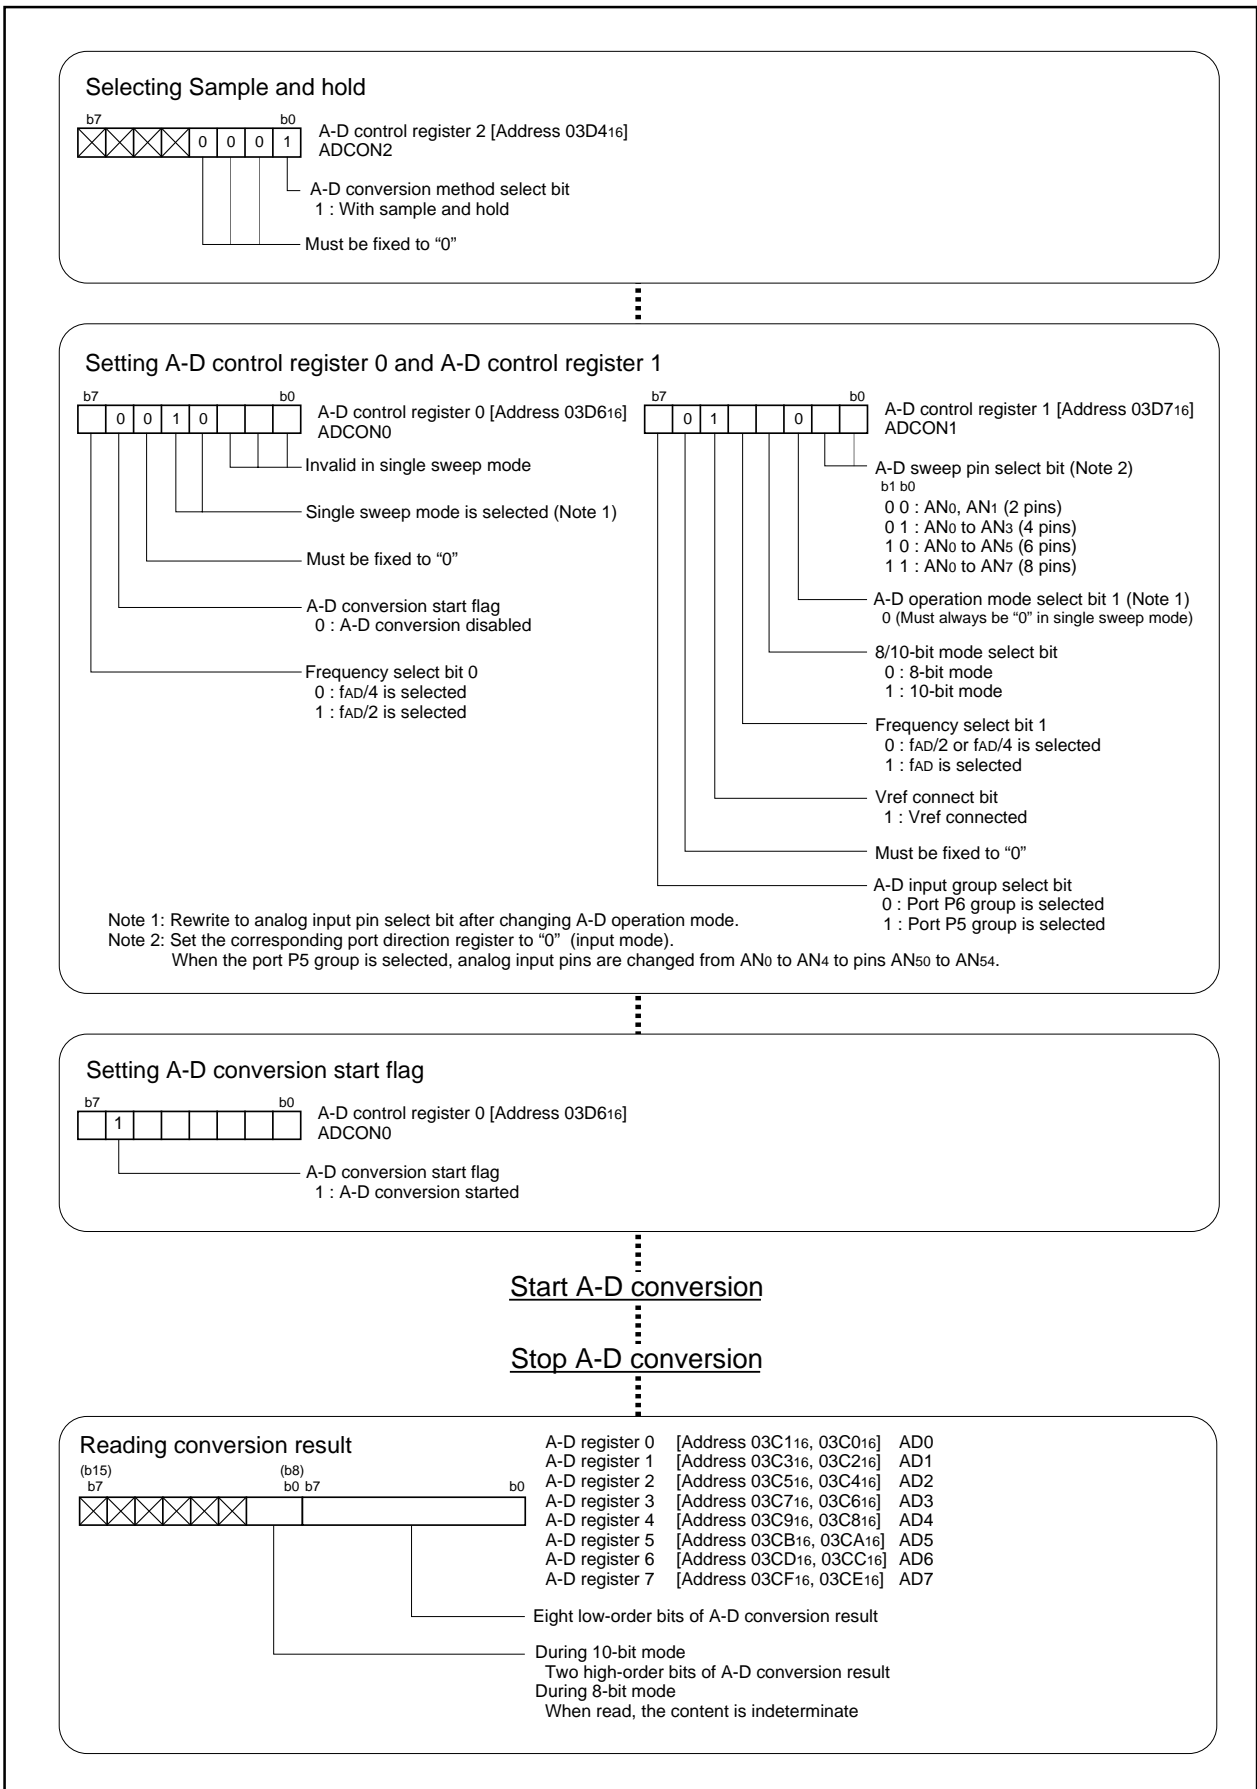 Selecting Sample and hold
b7 b0
0 0 0 1
A-D control register 2 [Address 03D416]
ADCON2
A-D conversion method select bit
1 : With sample and hold
Must be fixed to “0”
Setting A-D control register 0 and A-D control register 1
b7 b0
0 0 1 0
A-D control register 0 [Address 03D616]
ADCON0
Invalid in single sweep mode
Single sweep mode is selected (Note 1)
Must be fixed to “0”
A-D conversion start flag
0 : A-D conversion disabled
Frequency select bit 0
0 : fAD/4 is selected
1 : fAD/2 is selected
b7 b0
0 1 0
A-D control register 1 [Address 03D716]
ADCON1
A-D sweep pin select bit (Note 2)
b1 b0
0 0 : AN0, AN1 (2 pins)
0 1 : AN0 to AN3 (4 pins)
1 0 : AN0 to AN5 (6 pins)
1 1 : AN0 to AN7 (8 pins)
A-D operation mode select bit 1 (Note 1)
0 (Must always be “0” in single sweep mode)
8/10-bit mode select bit
0 : 8-bit mode
1 : 10-bit mode
Frequency select bit 1
0 : fAD/2 or fAD/4 is selected
1 : fAD is selected
Vref connect bit
1 : Vref connected
Must be fixed to “0”
A-D input group select bit
0 : Port P6 group is selected
1 : Port P5 group is selected
Note 1: Rewrite to analog input pin select bit after changing A-D operation mode.
Note 2: Set the corresponding port direction register to “0” (input mode).
When the port P5 group is selected, analog input pins are changed from AN0 to AN4 to pins AN50 to AN54.
Setting A-D conversion start flag
b7 b0
1
A-D control register 0 [Address 03D616]
ADCON0
A-D conversion start flag
1 : A-D conversion started
Start A-D conversion
Stop A-D conversion
Reading conversion result
(b15) (b8)
b7 b0 b7 b0
A-D register 0 [Address 03C116, 03C016] AD0
A-D register 1 [Address 03C316, 03C216] AD1
A-D register 2 [Address 03C516, 03C416] AD2
A-D register 3 [Address 03C716, 03C616] AD3
A-D register 4 [Address 03C916, 03C816] AD4
A-D register 5 [Address 03CB16, 03CA16] AD5
A-D register 6 [Address 03CD16, 03CC16] AD6
A-D register 7 [Address 03CF16, 03CE16] AD7
Eight low-order bits of A-D conversion result
During 10-bit mode
Two high-order bits of A-D conversion result
During 8-bit mode
When read, the content is indeterminate